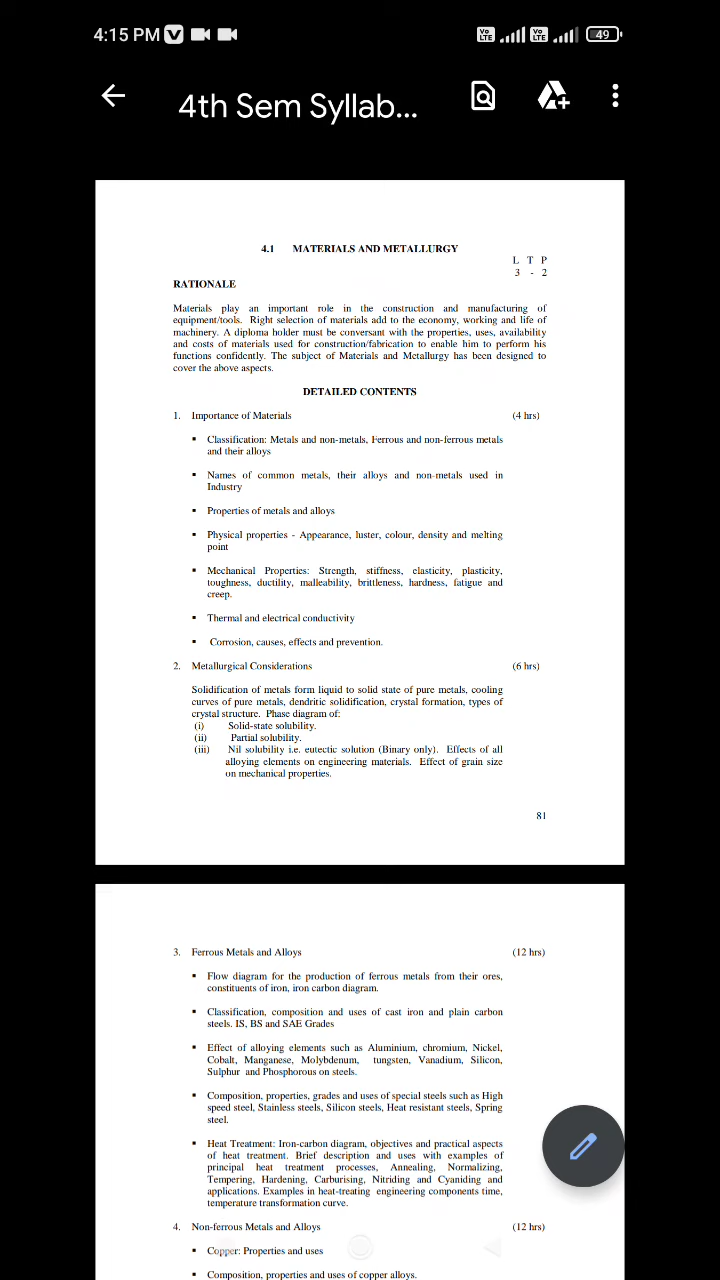 4:15 PM
49
4th Sem Syllab...
4.1 MATERIALS AND METALLURGY
L T P
3 - 2
RATIONALE
Materials play an important role in the construction and manufacturing of
equipment/tools. Right selection of materials add to the economy, working and life of
machinery. A diploma holder must be conversant with the properties, uses, availability
and costs of materials used for construction/fabrication to enable him to perform his
functions confidently. The subject of Materials and Metallurgy has been designed to
cover the above aspects.
DETAILED CONTENTS
1. Importance of Materials (4 hrs)
▪ Classification: Metals and non-metals, Ferrous and non-ferrous metals
and their alloys
▪ Names of common metals, their alloys and non-metals used in
Industry
▪ Properties of metals and alloys
▪ Physical properties - Appearance, luster, colour, density and melting
point
▪ Mechanical Properties: Strength, stiffness, elasticity, plasticity,
toughness, ductility, malleability, brittleness, hardness, fatigue and
creep.
▪ Thermal and electrical conductivity
▪ Corrosion, causes, effects and prevention.
2. Metallurgical Considerations (6 hrs)
Solidification of metals form liquid to solid state of pure metals, cooling
curves of pure metals, dendritic solidification, crystal formation, types of
crystal structure. Phase diagram of:
(i) Solid-state solubility.
(ii) Partial solubility.
(iii) Nil solubility i.e. eutectic solution (Binary only). Effects of all
alloying elements on engineering materials. Effect of grain size
on mechanical properties.
81
3. Ferrous Metals and Alloys (12 hrs)
▪ Flow diagram for the production of ferrous metals from their ores,
constituents of iron, iron carbon diagram.
▪ Classification, composition and uses of cast iron and plain carbon
steels. IS, BS and SAE Grades
▪ Effect of alloying elements such as Aluminium, chromium, Nickel,
Cobalt, Manganese, Molybdenum, tungsten, Vanadium, Silicon,
Sulphur and Phosphorous on steels.
▪ Composition, properties, grades and uses of special steels such as High
speed steel, Stainless steels, Silicon steels, Heat resistant steels, Spring
steel.
▪ Heat Treatment: Iron-carbon diagram, objectives and practical aspects
of heat treatment. Brief description and uses with examples of
principal heat treatment processes, Annealing, Normalizing,
Tempering, Hardening, Carburising, Nitriding and Cyaniding and
applications. Examples in heat-treating engineering components time,
temperature transformation curve.
4. Non-ferrous Metals and Alloys (12 hrs)
▪ Copper: Properties and uses
▪ Composition, properties and uses of copper alloys.